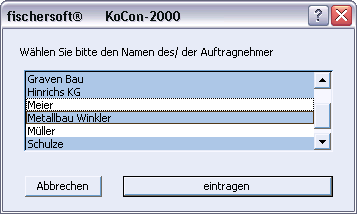 fischersoft® KoCon-2000
Wählen Sie bitte den Namen des/ der Auftragnehmer
Graven Bau
Hinrichs KG
Meier
Metallbau Winkler
Müller
Schulze
Abbrechen
eintragen